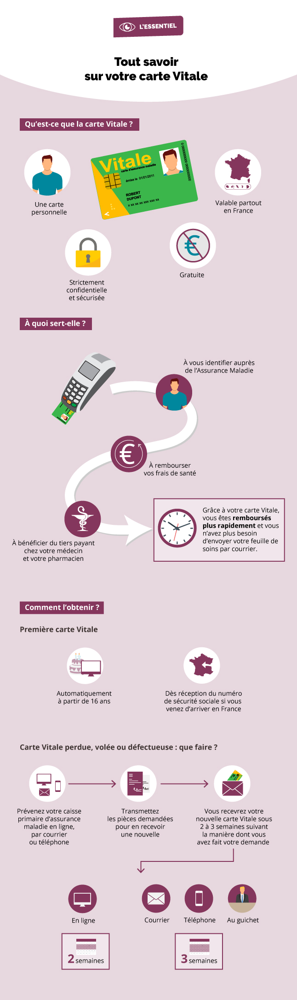 L'ESSENTIEL
Tout savoir
sur votre carte Vitale
Qu'est-ce que la carte Vitale ?
Une carte
personnelle
Vitale
carte d'assurance maladie
émise le 01/01/2011
ROBERT
DUPONT
x xx xx xx xxx xxx xx
0 000000000 0000000000
Valable partout
en France
Strictement
confidentielle
et sécurisée
€
Gratuite
À quoi sert-elle ?
À vous identifier auprès
de l'Assurance Maladie
€
À rembourser
vos frais de santé
À bénéficier du tiers payant
chez votre médecin
et votre pharmacien
Grâce à votre carte Vitale,
vous êtes remboursés
plus rapidement et vous
n'avez plus besoin
d'envoyer votre feuille de
soins par courrier.
Comment l'obtenir ?
Première carte Vitale
Automatiquement
à partir de 16 ans
Dès réception du numéro
de sécurité sociale si vous
venez d'arriver en France
Carte Vitale perdue, volée ou défectueuse : que faire ?
Prévenez votre caisse
primaire d'assurance
maladie en ligne,
par courrier
ou téléphone
Transmettez
les pièces demandées
pour en recevoir
une nouvelle
Vous recevrez votre
nouvelle carte Vitale sous
2 à 3 semaines suivant
la manière dont vous
avez fait votre demande
En ligne
Courrier
Téléphone
Au guichet
2 semaines
3 semaines